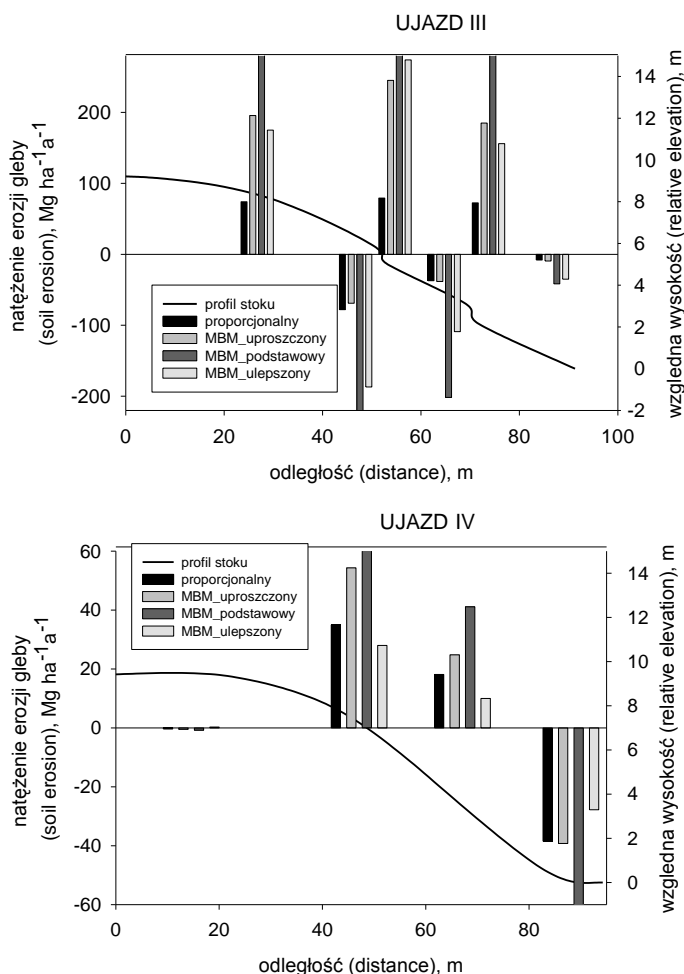 UJAZD III
natężenie erozji gleby
(soil erosion), Mg ha⁻¹a⁻¹
200
100
0
-100
-200
profil stoku
proporcjonalny
MBM_uproszczony
MBM_podstawowy
MBM_ulepszony
14
12
10
8
6
4
2
0
-2
względna wysokość (relative elevation), m
0 20 40 60 80 100
odległość (distance), m
UJAZD IV
natężenie erozji gleby
(soil erosion), Mg ha⁻¹a⁻¹
60
40
20
0
-20
-40
-60
profil stoku
proporcjonalny
MBM_uproszczony
MBM_podstawowy
MBM_ulepszony
14
12
10
8
6
4
2
0
względna wysokość (relative elevation), m
0 20 40 60 80
odległość (distance), m